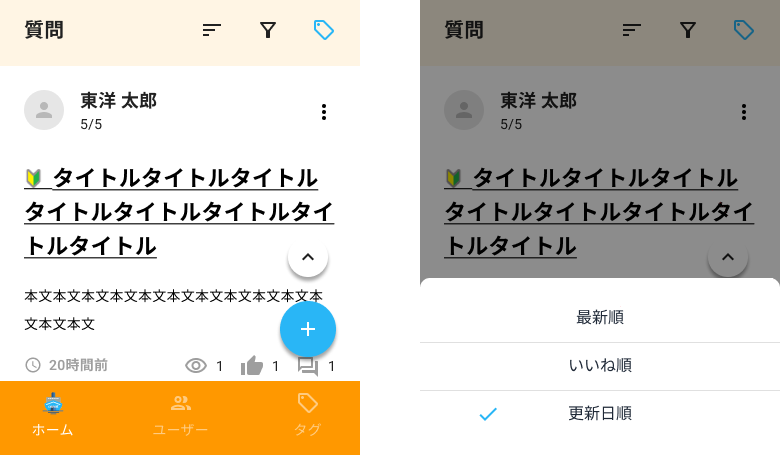 質問
東洋 太郎
5/5
タイトルタイトルタイトル
タイトルタイトルタイトルタイ
トルタイトル
本文本文本文本文本文本文本文本文本文本文本
文本文本文
20時間前 1 1 1
ホーム ユーザー タグ
質問
東洋 太郎
5/5
タイトルタイトルタイトル
タイトルタイトルタイトルタイ
トルタイトル
最新順
いいね順
更新日順